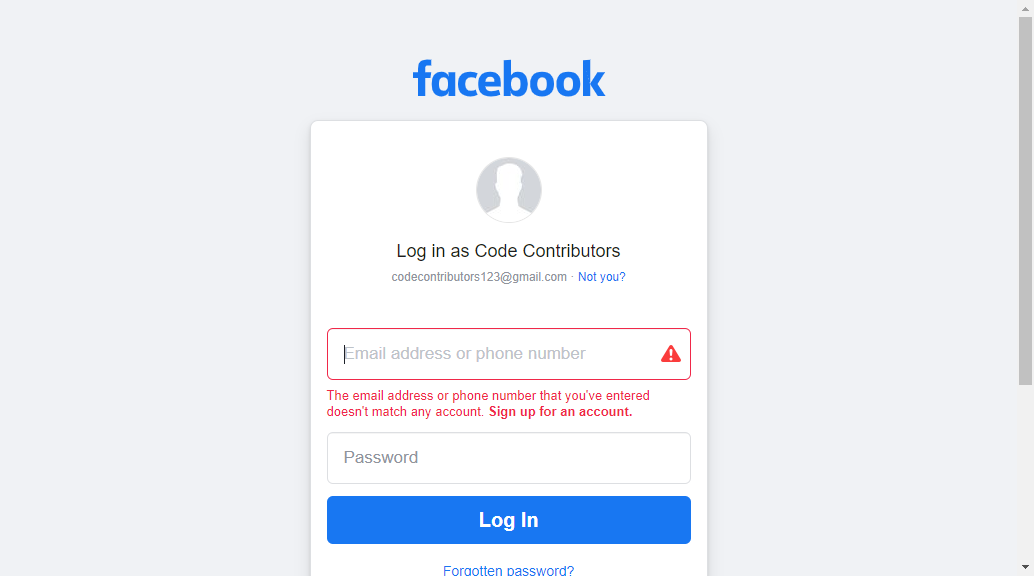 facebook
Log in as Code Contributors
codecontributors123@gmail.com · Not you?
Email address or phone number
The email address or phone number that you've entered
doesn't match any account. Sign up for an account.
Password
Log In
Forgotten password?